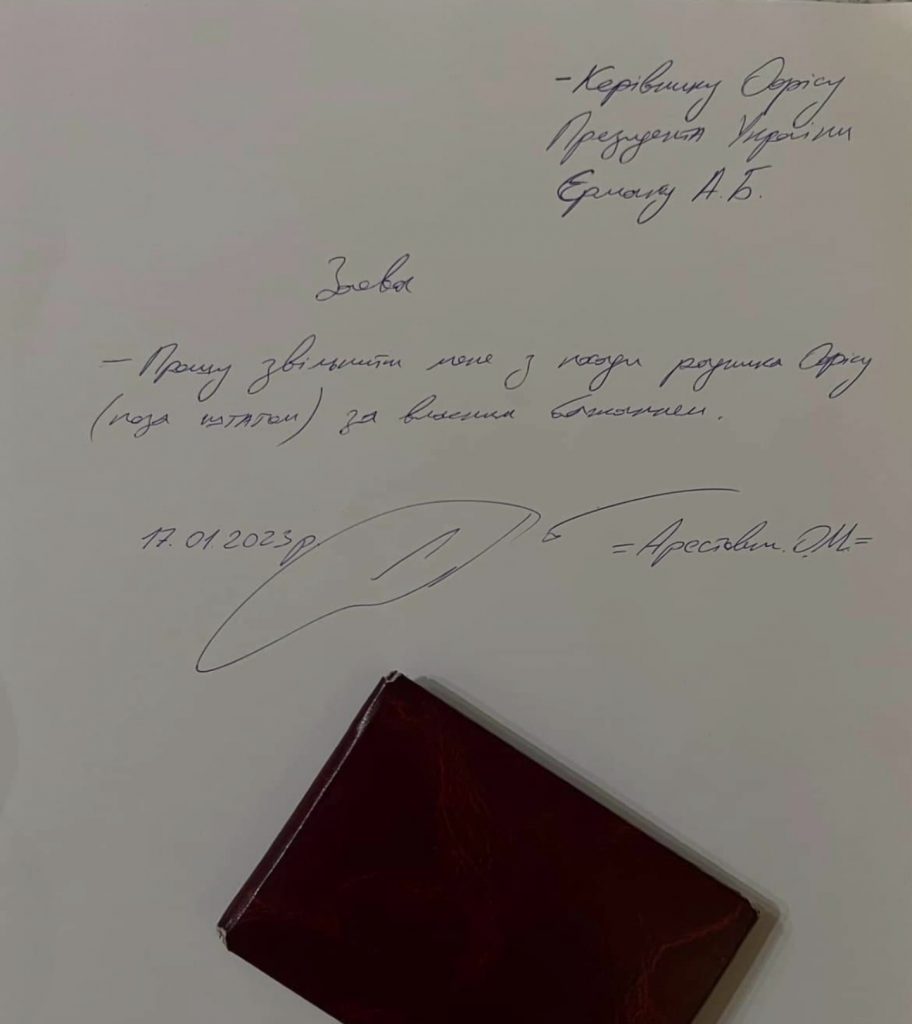 - Керівнику Офісу
Президента України
Єрмаку А.Б.
Заява
- Прошу звільнити мене з посади радника Офісу
(поза штатом) за власним бажанням.
17.01.2023р.
=Арестович О.М.=